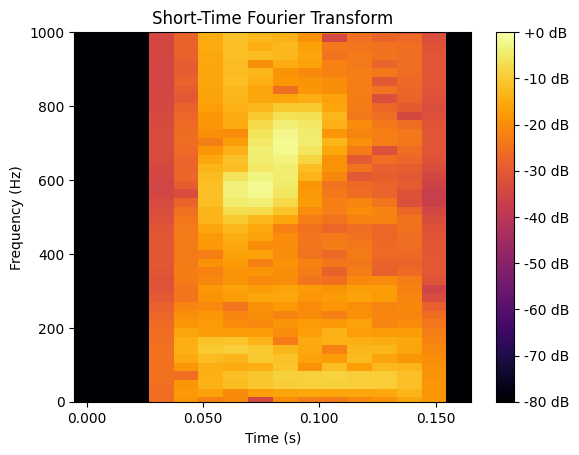 Short-Time Fourier Transform
1000
800
600
400
200
0
Frequency (Hz)
0.000
0.050
0.100
0.150
Time (s)
+0 dB
-10 dB
-20 dB
-30 dB
-40 dB
-50 dB
-60 dB
-70 dB
-80 dB